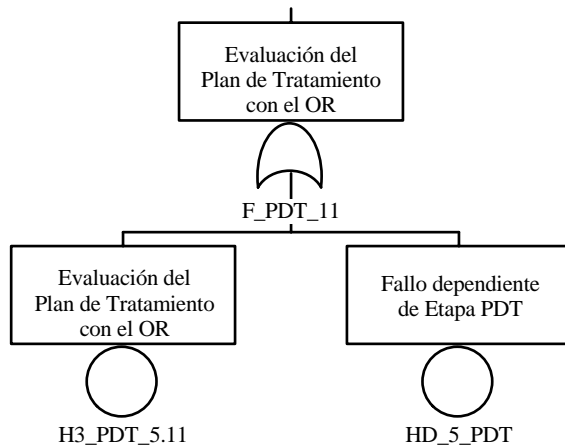 Evaluación del
Plan de Tratamiento
con el OR
F_PDT_11
Evaluación del
Plan de Tratamiento
con el OR
H3_PDT_5.11
Fallo dependiente
de Etapa PDT
HD_5_PDT